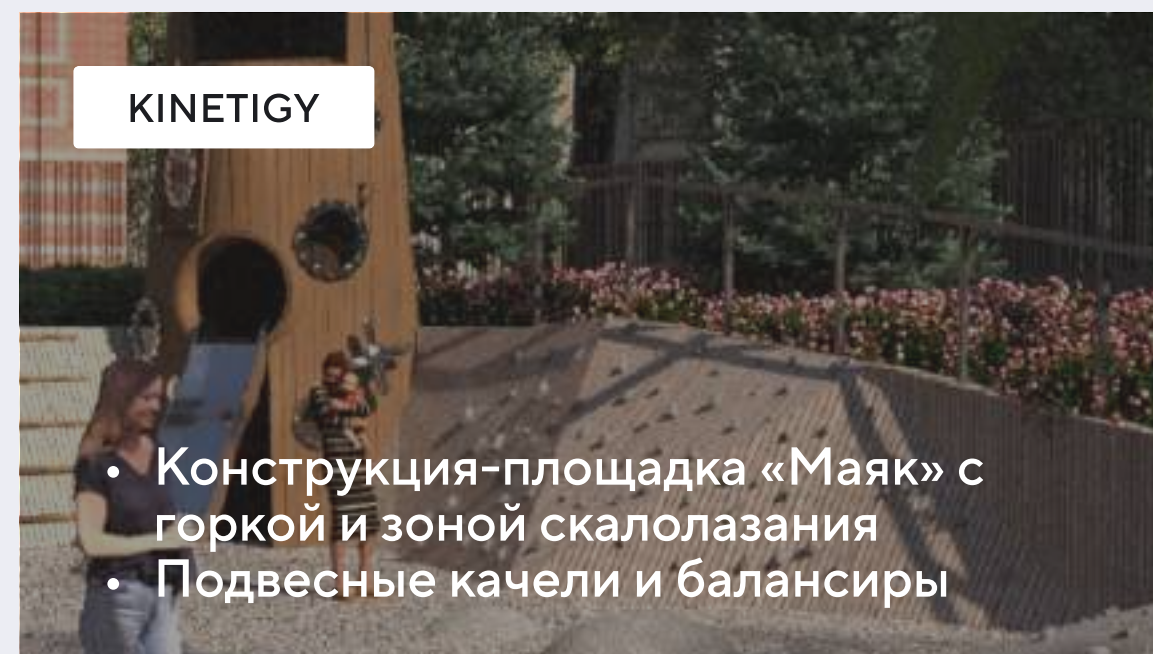 KINETIGY
• Конструкция-площадка «Маяк» с
горкой и зоной скалолазания
• Подвесные качели и балансиры